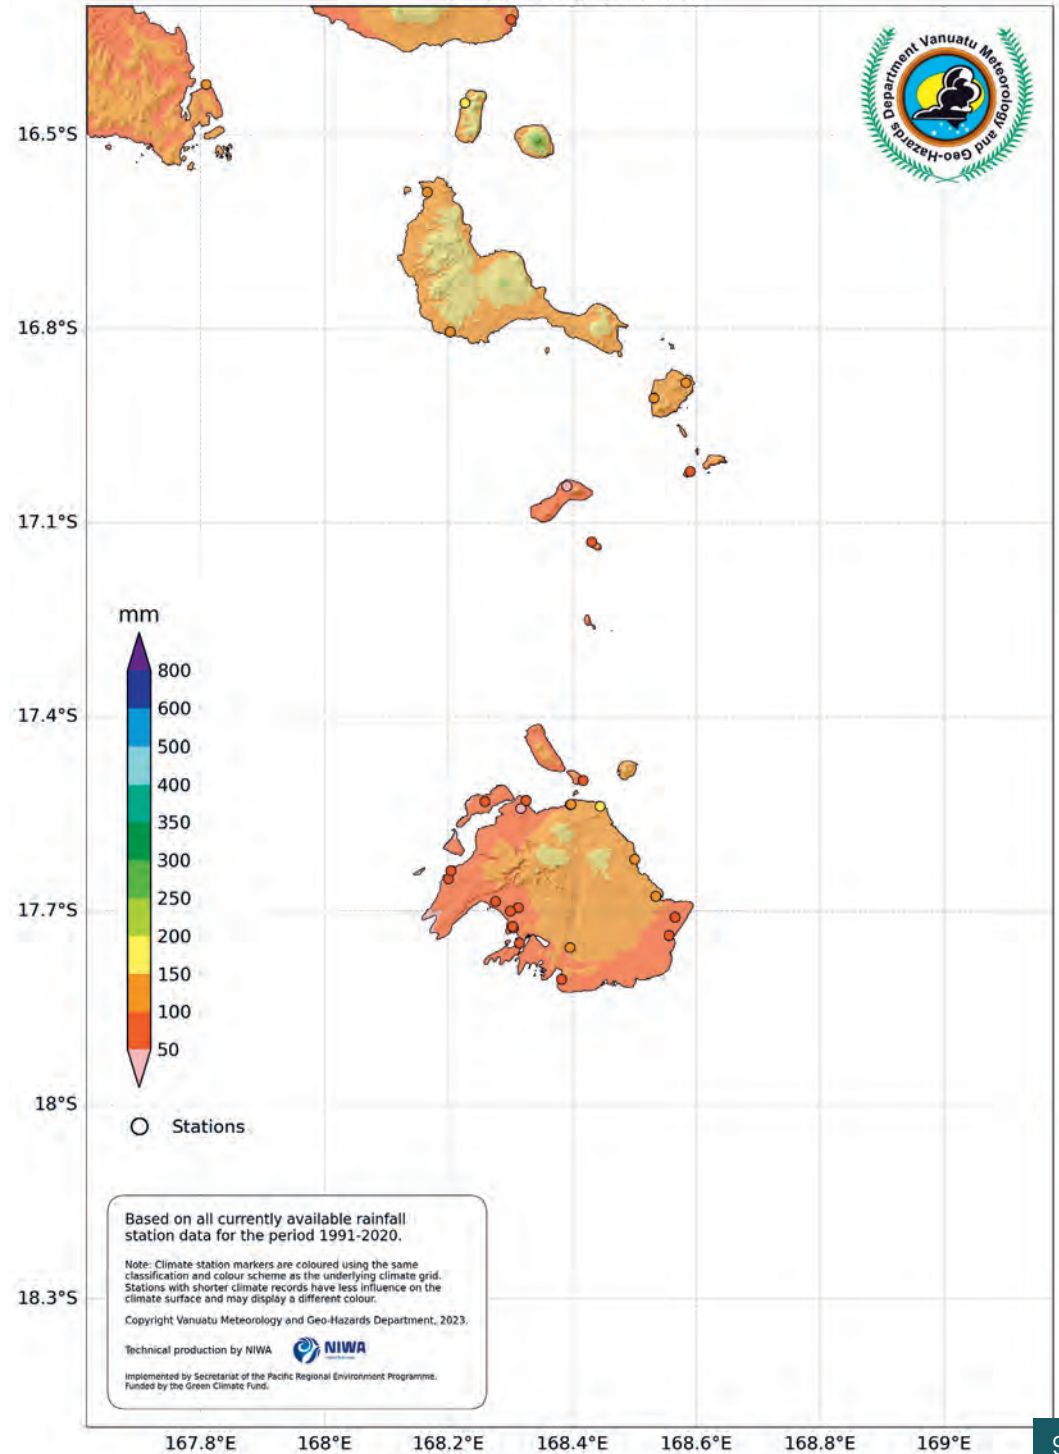 Department Vanuatu Meteorology and Geo-Hazards
16.5°S
16.8°S
17.1°S
17.4°S
17.7°S
18°S
18.3°S
mm
800
600
500
400
350
300
250
200
150
100
50
Stations
Based on all currently available rainfall
station data for the period 1991-2020.
Note: Climate station markers are coloured using the same
classification and colour scheme as the underlying climate grid.
Stations with shorter climate records have less influence on the
climate surface and may display a different colour.
Copyright Vanuatu Meteorology and Geo-Hazards Department, 2023.
Technical production by NIWA
NIWA
Implemented by Secretariat of the Pacific Regional Environment Programme.
Funded by the Green Climate Fund.
167.8°E 168°E 168.2°E 168.4°E 168.6°E 168.8°E 169°E